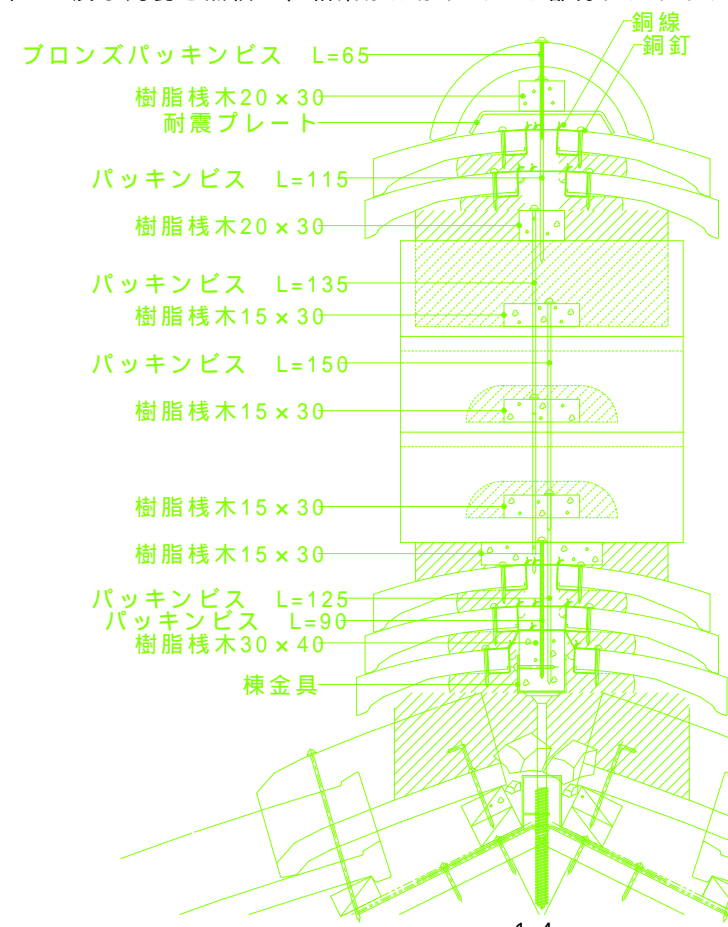 銅線
銅釘
ブロンズパッキンビス L=65
樹脂桟木20×30
耐震プレート
パッキンビス L=115
樹脂桟木20×30
パッキンビス L=135
樹脂桟木15×30
パッキンビス L=150
樹脂桟木15×30
樹脂桟木15×30
樹脂桟木15×30
パッキンビス L=125
パッキンビス L=90
樹脂桟木30×40
棟金具